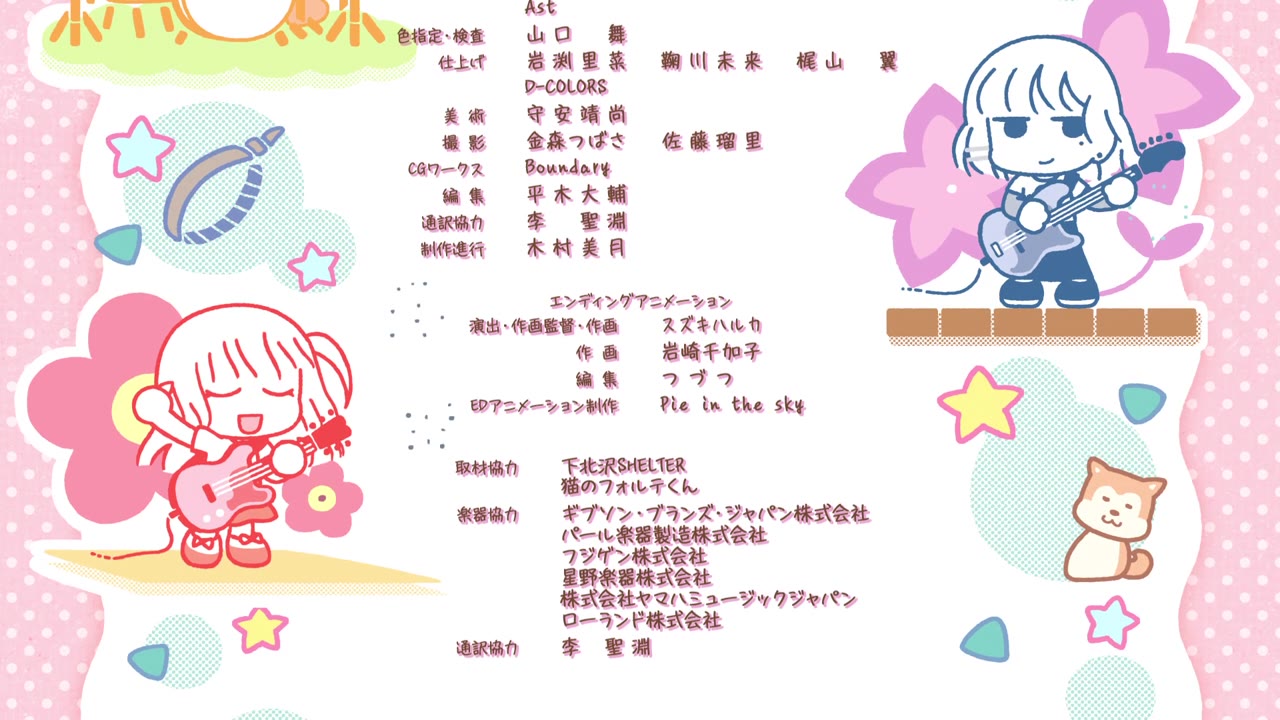 Ast
色指定・検査 山口 舞
仕上げ 岩渕里菜 鞠川未来 梶山 翼
D-COLORS
美術 守安靖尚
撮影 金森つばさ 佐藤瑠里
CGワークス Boundary
編集 平木大輔
通訳協力 李 聖淵
制作進行 木村美月
エンディングアニメーション
演出・作画監督・作画 スズキハルカ
作画 岩崎千加子
編集 つづつ
EDアニメーション制作 Pie in the sky
取材協力 下北沢SHELTER
猫のフォルテくん
楽器協力 ギブソン・ブランズ・ジャパン株式会社
パール楽器製造株式会社
フジゲン株式会社
星野楽器株式会社
株式会社ヤマハミュージックジャパン
ローランド株式会社
通訳協力 李 聖淵